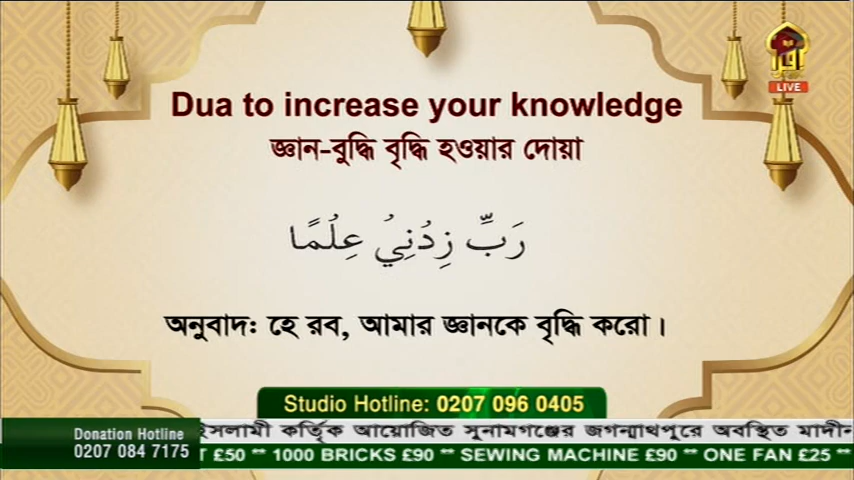 اقرأ
LIVE
Dua to increase your knowledge
জ্ঞান-বুদ্ধি বৃদ্ধি হওয়ার দোয়া
رَبِّ زِدْنِيْ عِلْمًا
অনুবাদ: হে রব, আমার জ্ঞানকে বৃদ্ধি করো।
Studio Hotline: 0207 096 0405
Donation Hotline
ইসলামী কর্তৃিক আয়োজিত সুনামগঞ্জের জগন্নাথপুরে অবস্থিত মাদীন
0207 084 7175
T £50 ** 1000 BRICKS £90 ** SEWING MACHINE £90 ** ONE FAN £25 **